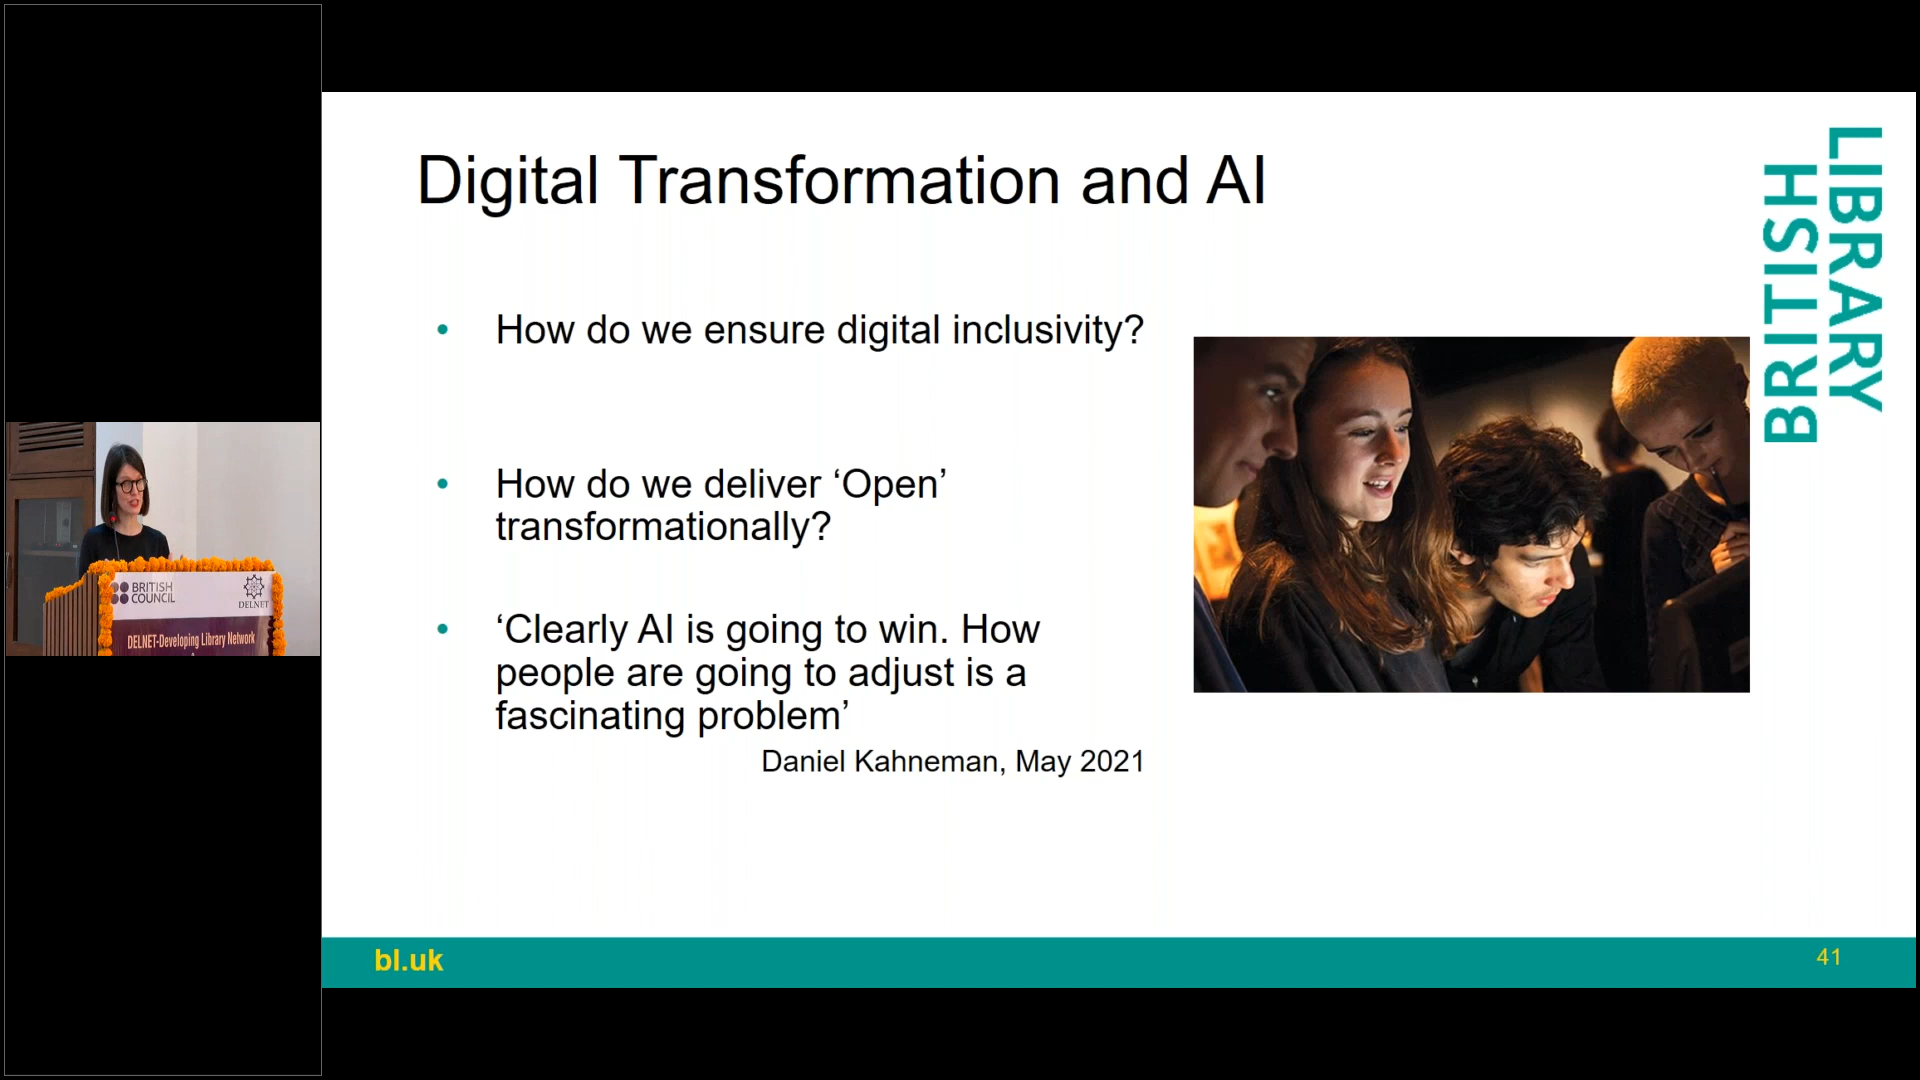 Digital Transformation and AI
• How do we ensure digital inclusivity?
• How do we deliver ‘Open’
transformationally?
• ‘Clearly AI is going to win. How
people are going to adjust is a
fascinating problem’
Daniel Kahneman, May 2021
BRITISH
LIBRARY
bl.uk
41
BRITISH
COUNCIL
DELNET
DELNET-Developing Library Network